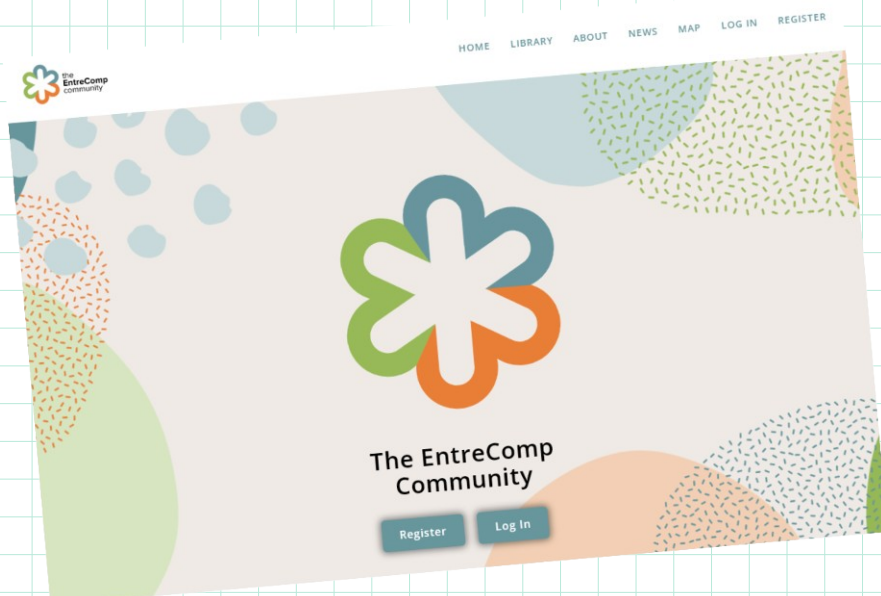 HOME LIBRARY ABOUT NEWS MAP LOG IN REGISTER
the
EntreComp
community
The EntreComp
Community
Register Log In